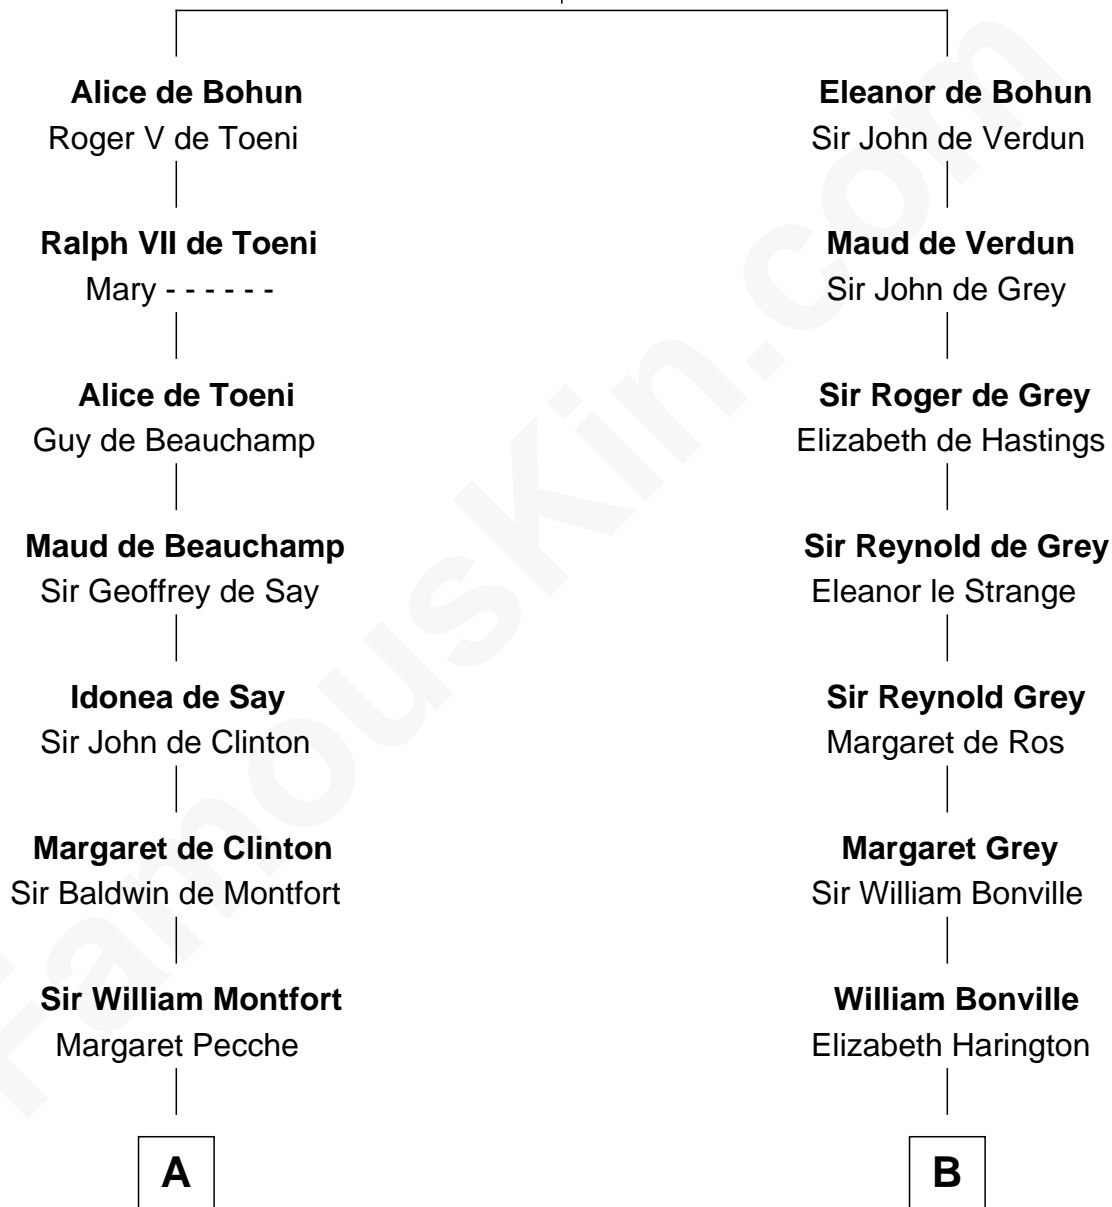 Alice de Bohun
Roger V de Toeni
Ralph VII de Toeni
Mary - - - - - -
Alice de Toeni
Guy de Beauchamp
Maud de Beauchamp
Sir Geoffrey de Say
Idonea de Say
Sir John de Clinton
Margaret de Clinton
Sir Baldwin de Montfort
Sir William Montfort
Margaret Pecche
A
Eleanor de Bohun
Sir John de Verdun
Maud de Verdun
Sir John de Grey
Sir Roger de Grey
Elizabeth de Hastings
Sir Reynold de Grey
Eleanor le Strange
Sir Reynold Grey
Margaret de Ros
Margaret Grey
Sir William Bonville
William Bonville
Elizabeth Harington
B
FamousKin.com